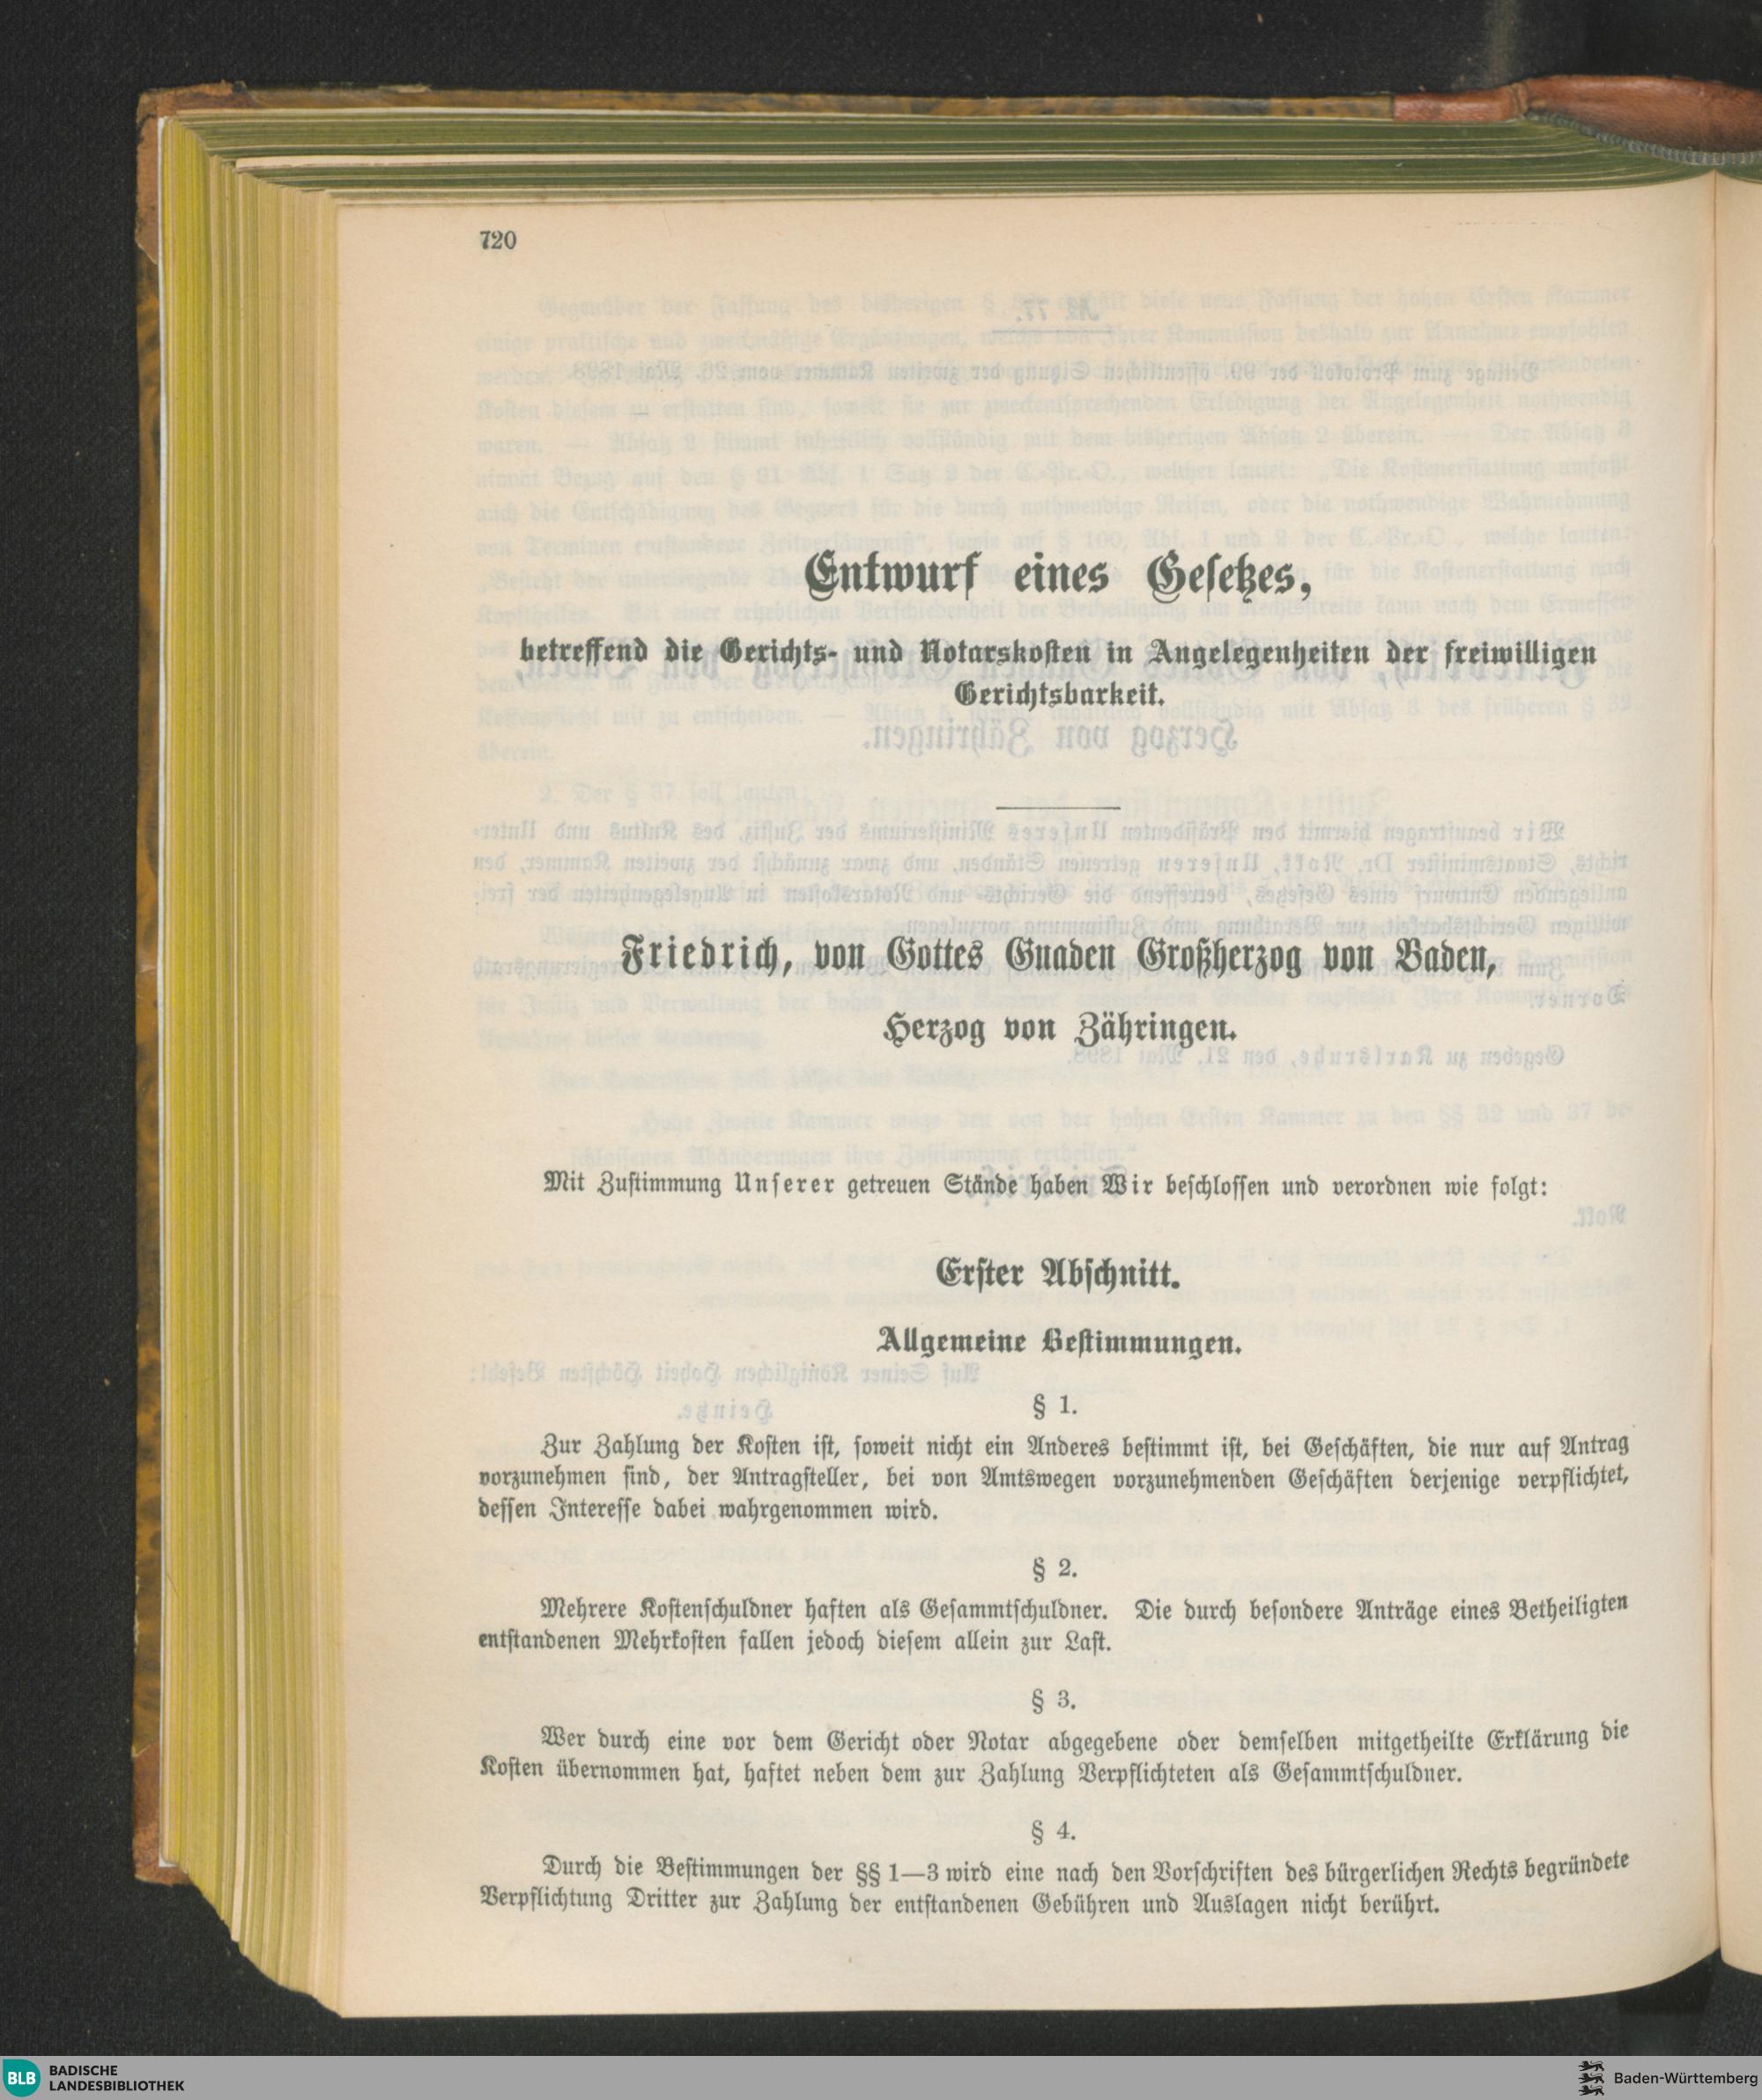 720
Entwurf eines Gesetzes,
betreffend die Gerichts- und Notarskosten in Angelegenheiten der freiwilligen
Gerichtsbarkeit.
Friedrich, von Gottes Gnaden Großherzog von Baden,
Herzog von Zähringen.
Mit Zustimmung Unserer getreuen Stände haben Wir beschlossen und verordnen wie folgt:
Erster Abschnitt.
Allgemeine Bestimmungen.
§ 1.
Zur Zahlung der Kosten ist, soweit nicht ein Anderes bestimmt ist, bei Geschäften, die nur auf Antrag
vorzunehmen sind, der Antragsteller, bei von Amtswegen vorzunehmenden Geschäften derjenige verpflichtet,
dessen Interesse dabei wahrgenommen wird.
§ 2.
Mehrere Kostenschuldner haften als Gesammtschuldner. Die durch besondere Anträge eines Betheiligten
entstandenen Mehrkosten fallen jedoch diesem allein zur Last.
§ 3.
Wer durch eine vor dem Gericht oder Notar abgegebene oder demselben mitgetheilte Erklärung die
Kosten übernommen hat, haftet neben dem zur Zahlung Verpflichteten als Gesammtschuldner.
§ 4.
Durch die Bestimmungen der §§ 1—3 wird eine nach den Vorschriften des bürgerlichen Rechts begründete
Verpflichtung Dritter zur Zahlung der entstandenen Gebühren und Auslagen nicht berührt.
BLB BADISCHE
LANDESBIBLIOTHEK
Baden-Württemberg